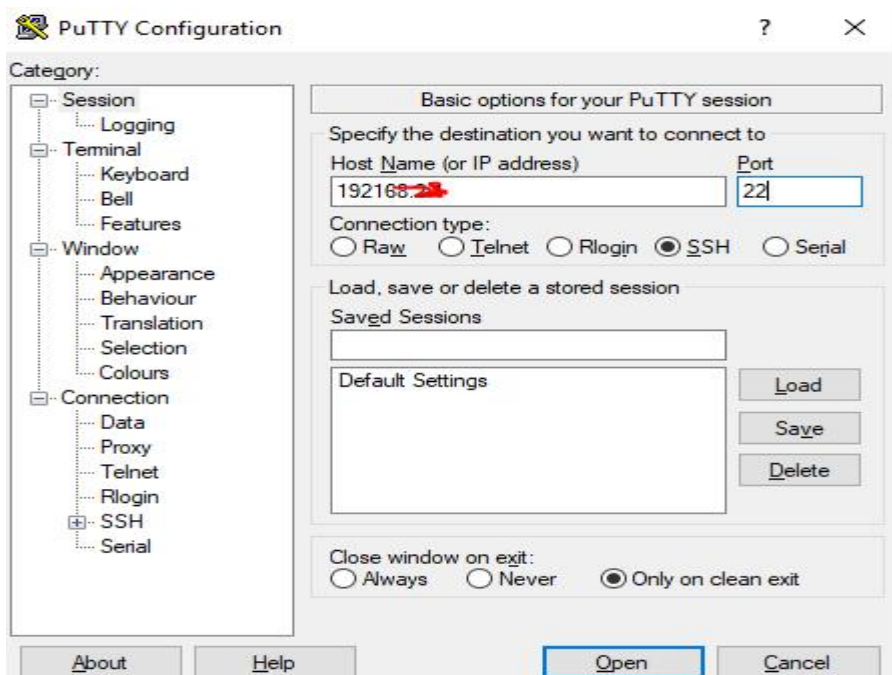 PuTTY Configuration ? ×
Category:
Session
Logging
Terminal
Keyboard
Bell
Features
Window
Appearance
Behaviour
Translation
Selection
Colours
Connection
Data
Proxy
Telnet
Rlogin
SSH
Serial
Basic options for your PuTTY session
Specify the destination you want to connect to
Host Name (or IP address) Port
192168. 22
Connection type:
Raw Telnet Rlogin SSH Serial
Load, save or delete a stored session
Saved Sessions
Default Settings
Load
Save
Delete
Close window on exit:
Always Never Only on clean exit
About Help Open Cancel